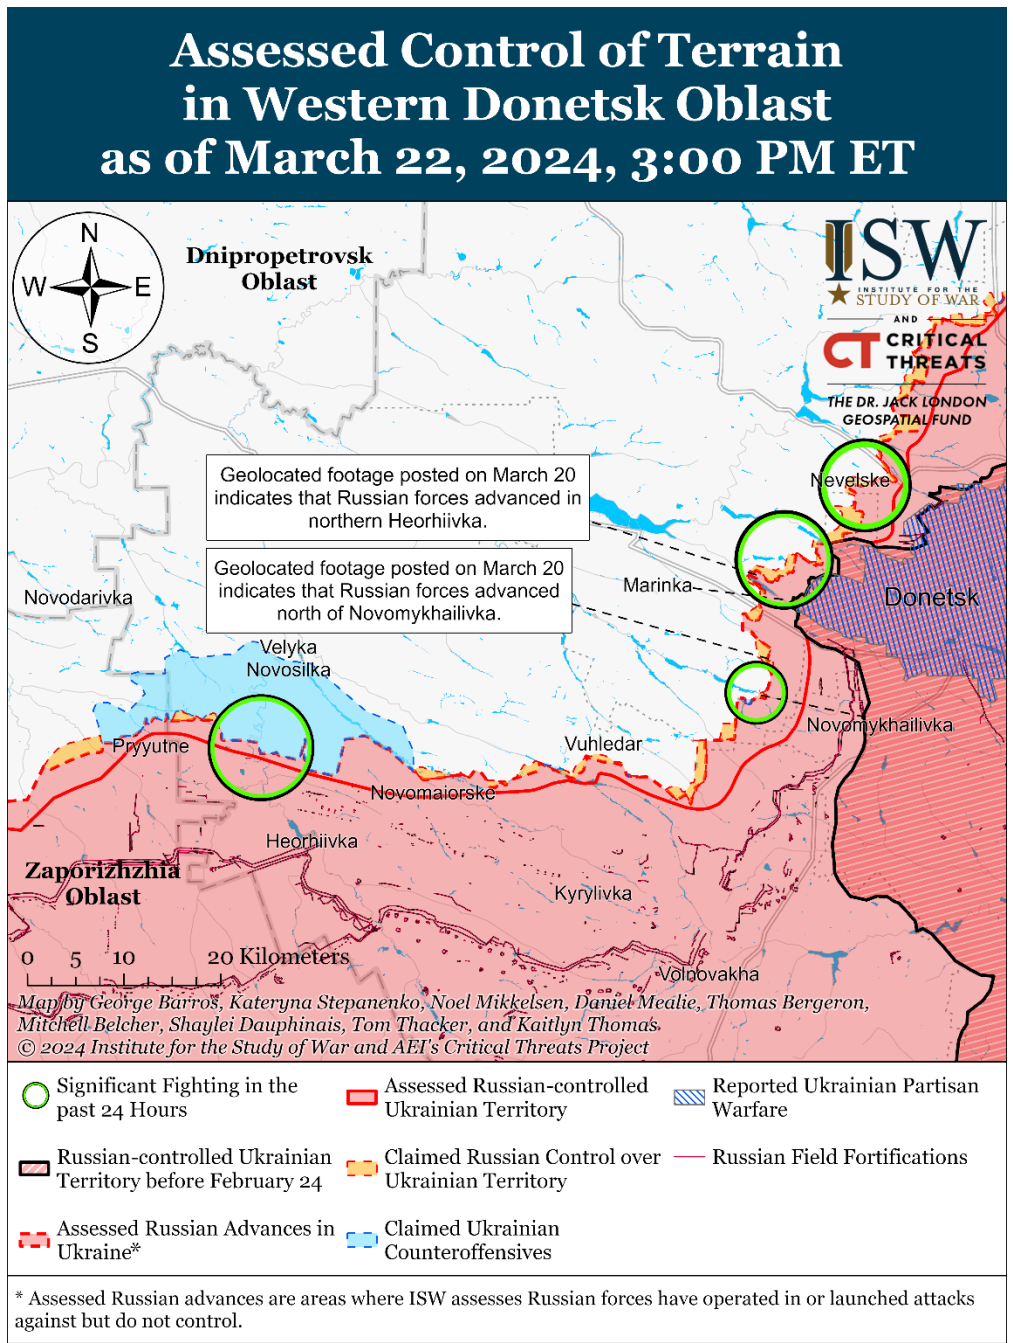 Assessed Control of Terrain
in Western Donetsk Oblast
as of March 22, 2024, 3:00 PM ET
N
W
E
S
Dnipropetrovsk
Oblast
ISW
INSTITUTE FOR THE
STUDY OF WAR
AND
CT CRITICAL
THREATS
THE DR. JACK LONDON
GEOSPATIAL FUND
Geolocated footage posted on March 20
indicates that Russian forces advanced in
northern Heorhiivka.
Nevelske
Geolocated footage posted on March 20
indicates that Russian forces advanced
north of Novomykhailivka.
Marinka
Novodarivka
Donetsk
Velyka
Novosilka
Novomykhailivka
Pryyutne
Vuhledar
Novomaiorske
Heorhiivka
Zaporizhzhia
Oblast
Kyrylivka
0 5 10 20 Kilometers
Volnovakha
Map by George Barros, Kateryna Stepanenko, Noel Mikkelsen, Daniel Mealie, Thomas Bergeron,
Mitchell Belcher, Shaylei Dauphinais, Tom Thacker, and Kaitlyn Thomas
© 2024 Institute for the Study of War and AEI's Critical Threats Project
Significant Fighting in the
past 24 Hours
Assessed Russian-controlled
Ukrainian Territory
Reported Ukrainian Partisan
Warfare
Russian-controlled Ukrainian
Territory before February 24
Claimed Russian Control over
Ukrainian Territory
Russian Field Fortifications
Assessed Russian Advances in
Ukraine*
Claimed Ukrainian
Counteroffensives
* Assessed Russian advances are areas where ISW assesses Russian forces have operated in or launched attacks
against but do not control.